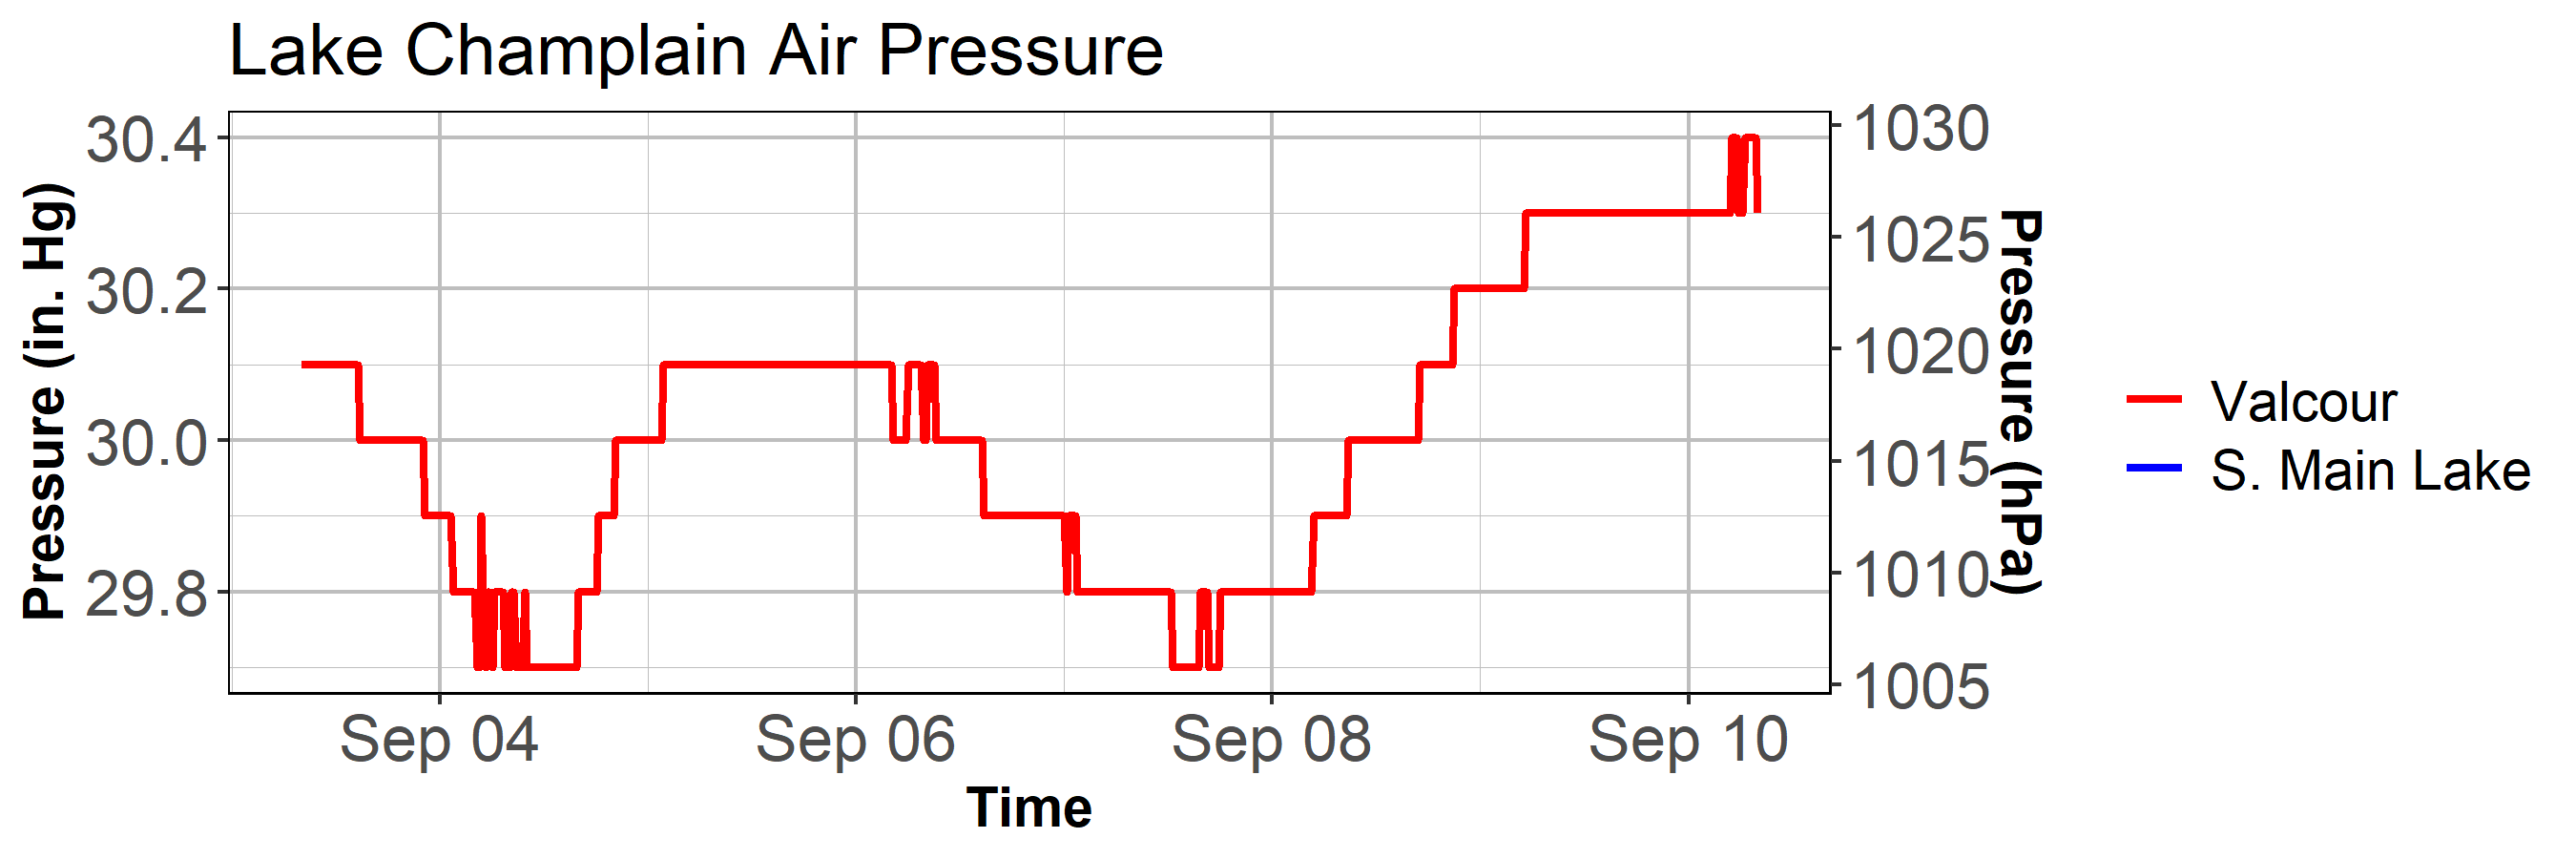 Lake Champlain Air Pressure
Pressure (in. Hg)
30.4
30.2
30.0
29.8
1030
1025
1020
1015
1010
1005
Pressure (hPa)
Sep 04
Sep 06
Sep 08
Sep 10
Time
Valcour
S. Main Lake